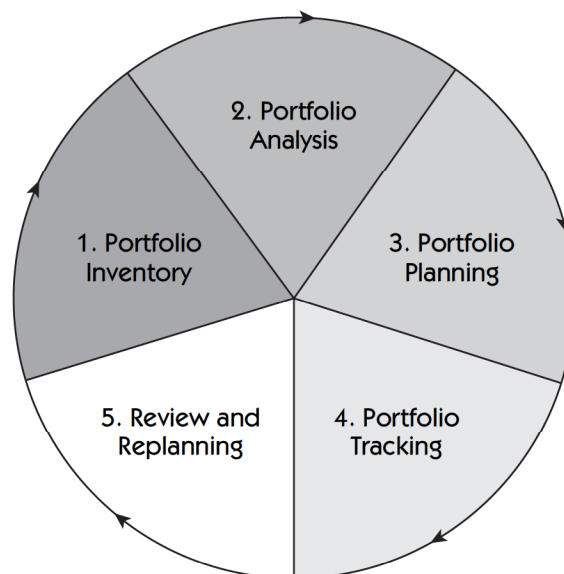 1. Portfolio
Inventory
2. Portfolio
Analysis
3. Portfolio
Planning
4. Portfolio
Tracking
5. Review and
Replanning